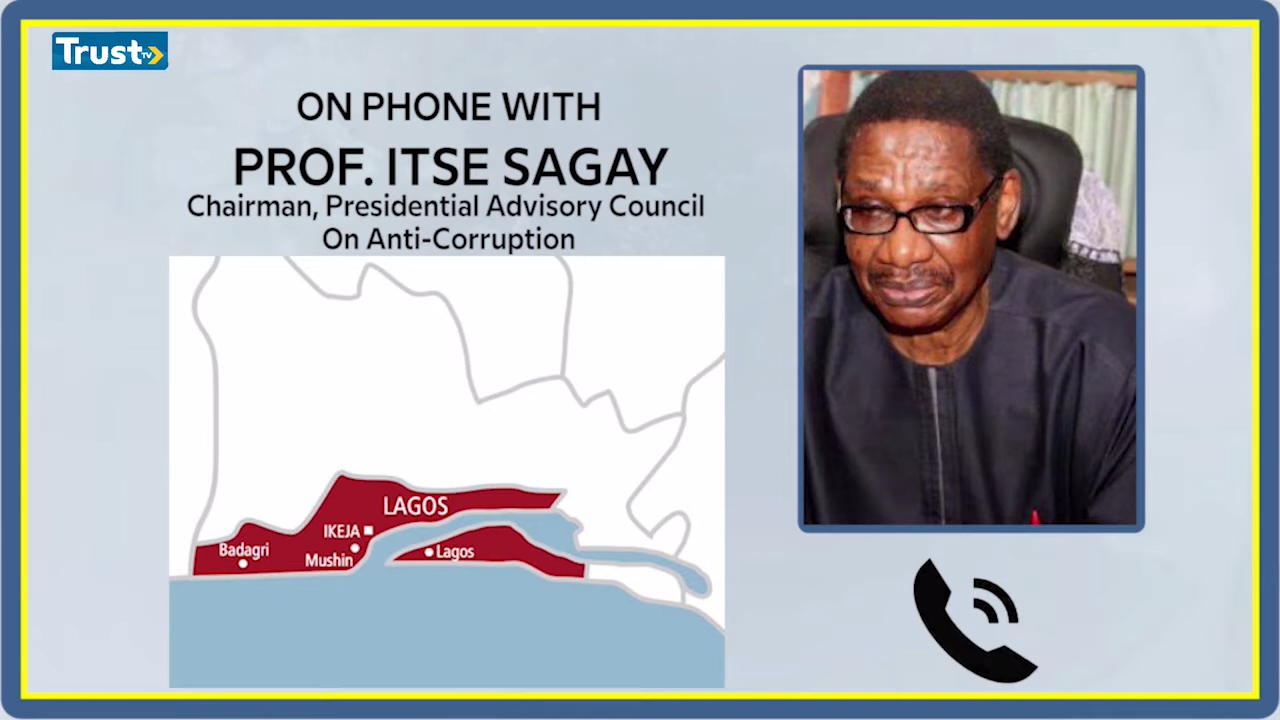 Trust TV
ON PHONE WITH
PROF. ITSE SAGAY
Chairman, Presidential Advisory Council
On Anti-Corruption
LAGOS
IKEJA
Badagri
Mushin
Lagos